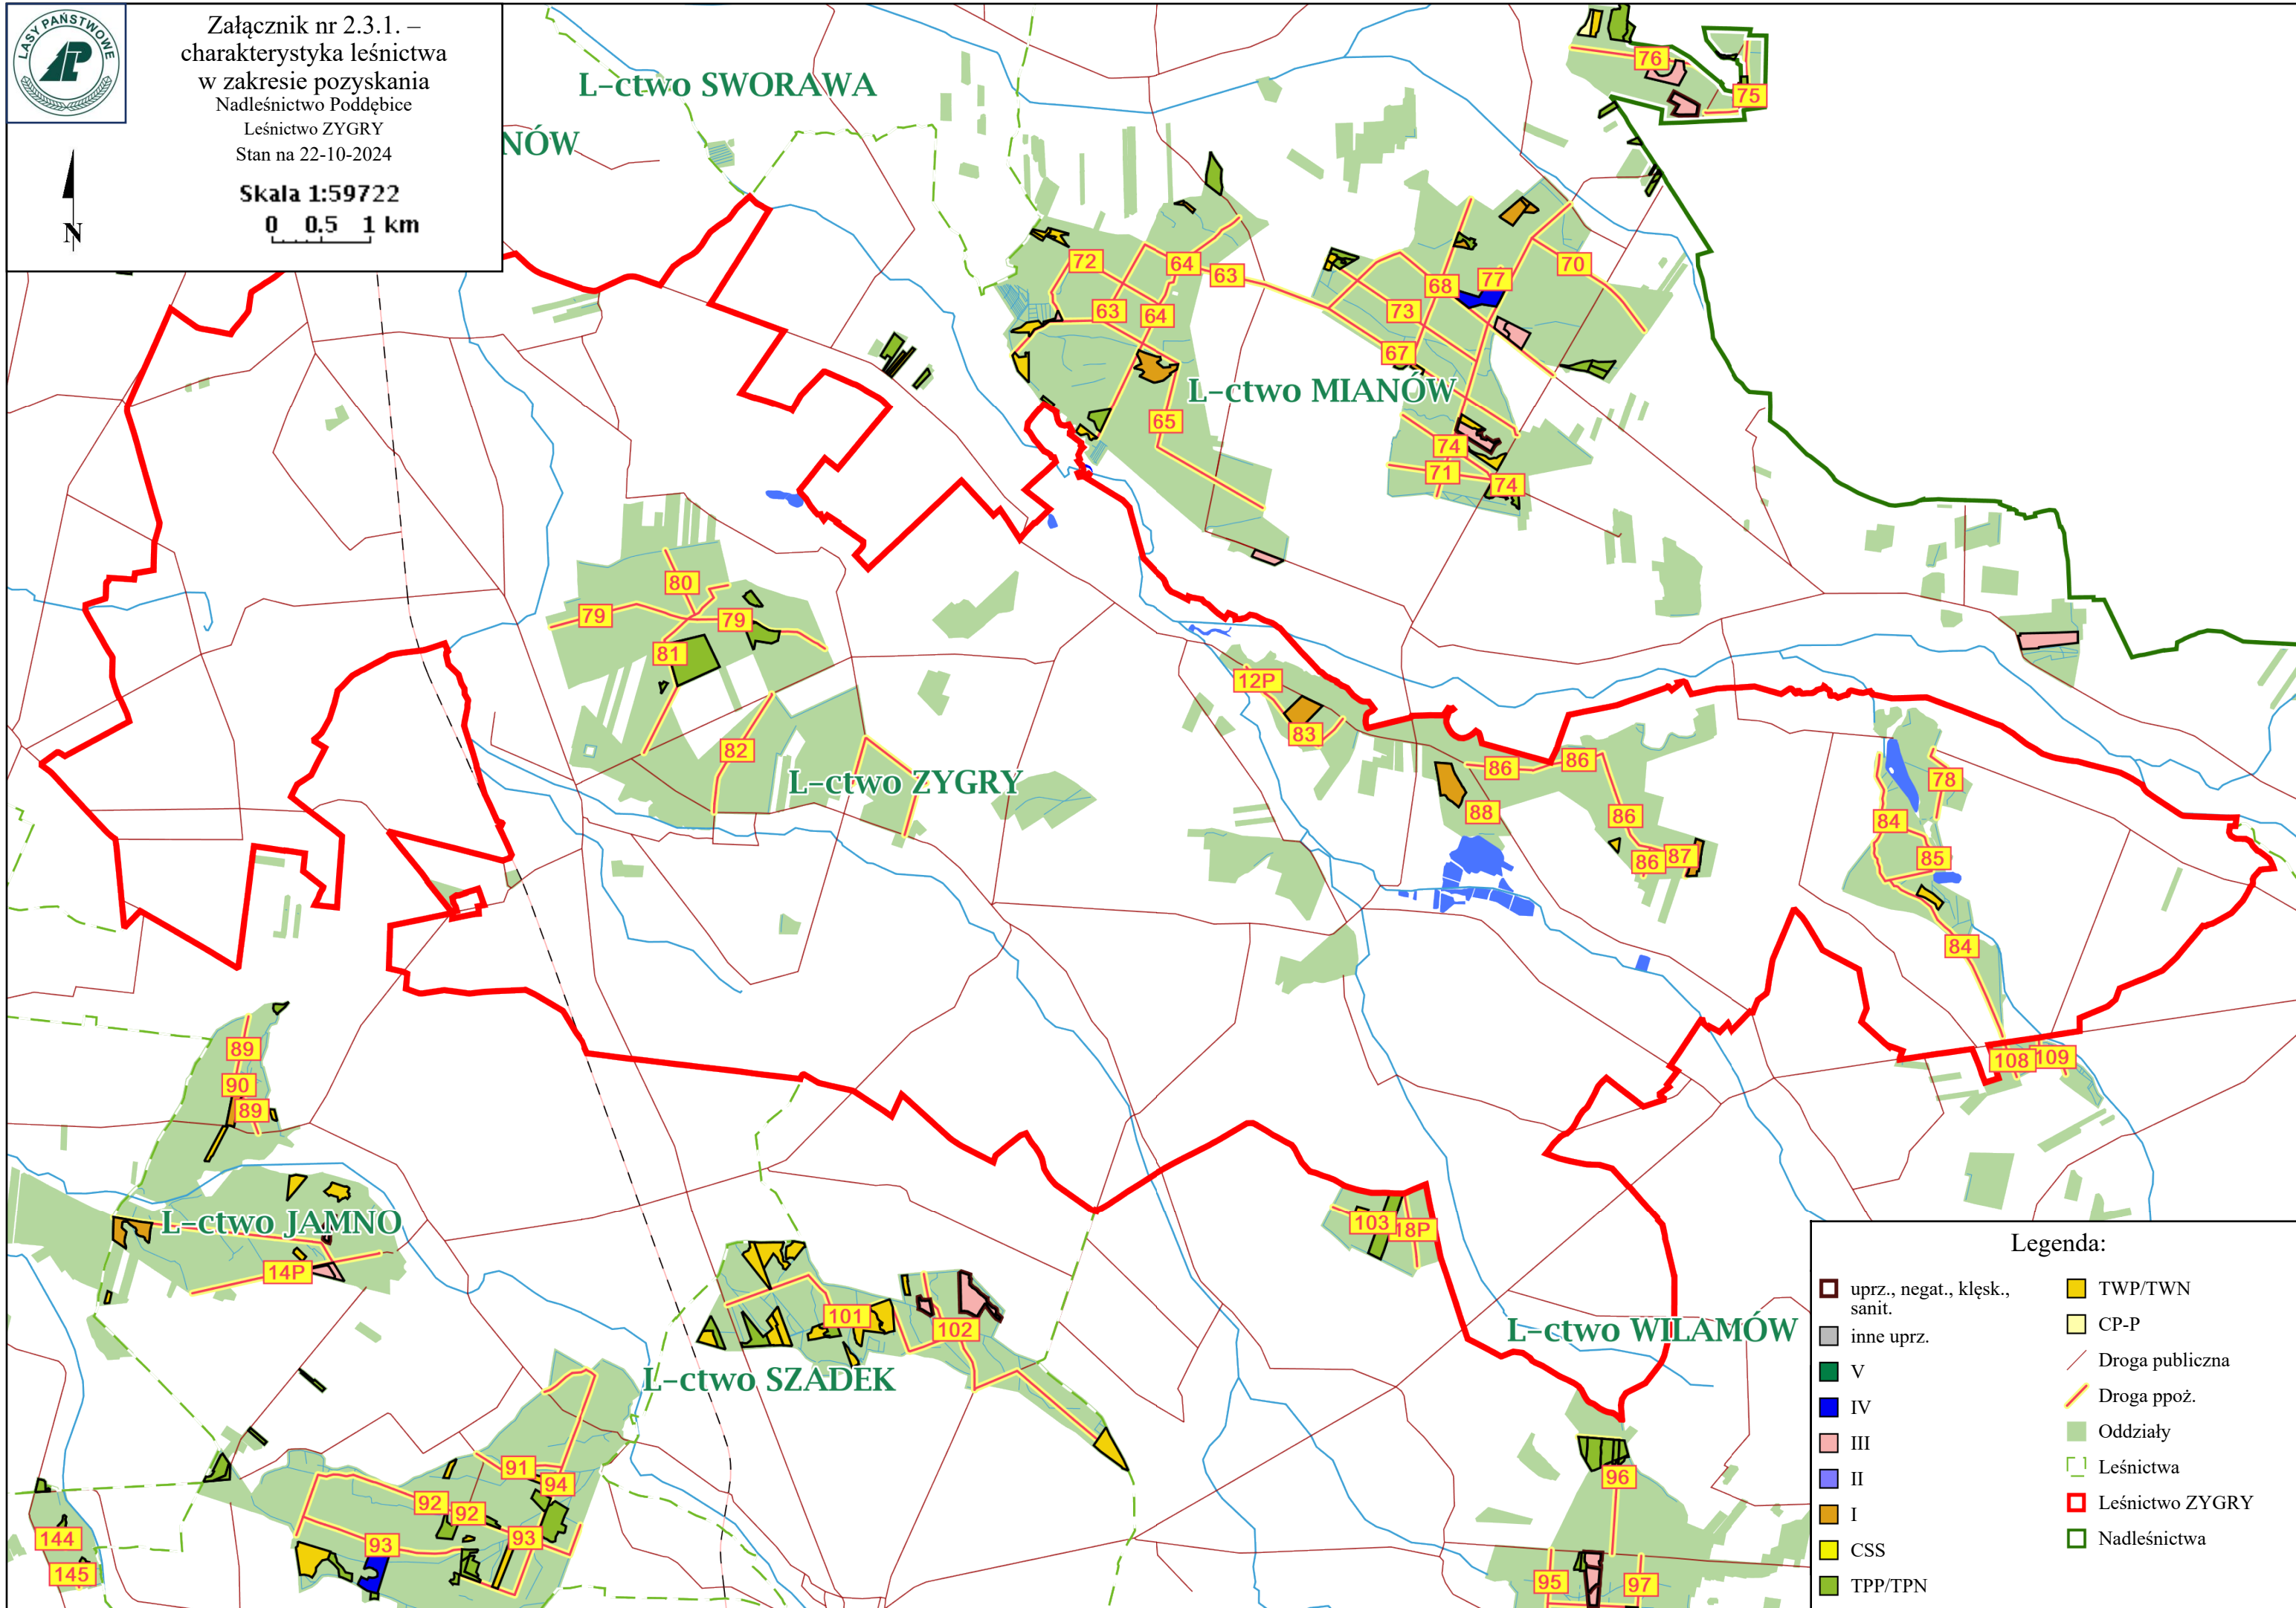 LASY PAŃSTWOWE
Załącznik nr 2.3.1. –
charakterystyka leśnictwa
w zakresie pozyskania
Nadleśnictwo Poddębice
Leśnictwo ZYGRY
Stan na 22-10-2024
Skala 1:59722
0 0.5 1 km
N
L-ctwo SWORAWA
NÓW
76
75
72
64
63
63
64
68
77
70
73
67
L-ctwo MIANÓW
65
74
71
74
80
79
79
81
82
L-ctwo ZYGRY
12P
83
86
86
88
86
86
87
78
84
85
84
108
109
89
90
89
L-ctwo JAMNO
14P
103
18P
101
102
L-ctwo SZADEK
L-ctwo WILAMÓW
91
94
92
92
93
93
144
145
96
95
97
Legenda:
uprz., negat., klęsk.,
sanit.
inne uprz.
V
IV
III
II
I
CSS
TPP/TPN
TWP/TWN
CP-P
Droga publiczna
Droga ppoż.
Oddziały
Leśnictwa
Leśnictwo ZYGRY
Nadleśnictwa